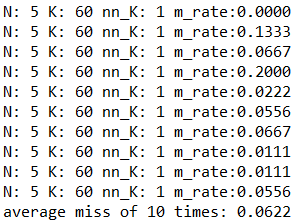 N: 5 K: 60 nn_K: 1 m_rate:0.0000
N: 5 K: 60 nn_K: 1 m_rate:0.1333
N: 5 K: 60 nn_K: 1 m_rate:0.0667
N: 5 K: 60 nn_K: 1 m_rate:0.2000
N: 5 K: 60 nn_K: 1 m_rate:0.0222
N: 5 K: 60 nn_K: 1 m_rate:0.0556
N: 5 K: 60 nn_K: 1 m_rate:0.0667
N: 5 K: 60 nn_K: 1 m_rate:0.0111
N: 5 K: 60 nn_K: 1 m_rate:0.0111
N: 5 K: 60 nn_K: 1 m_rate:0.0556
average miss of 10 times: 0.0622